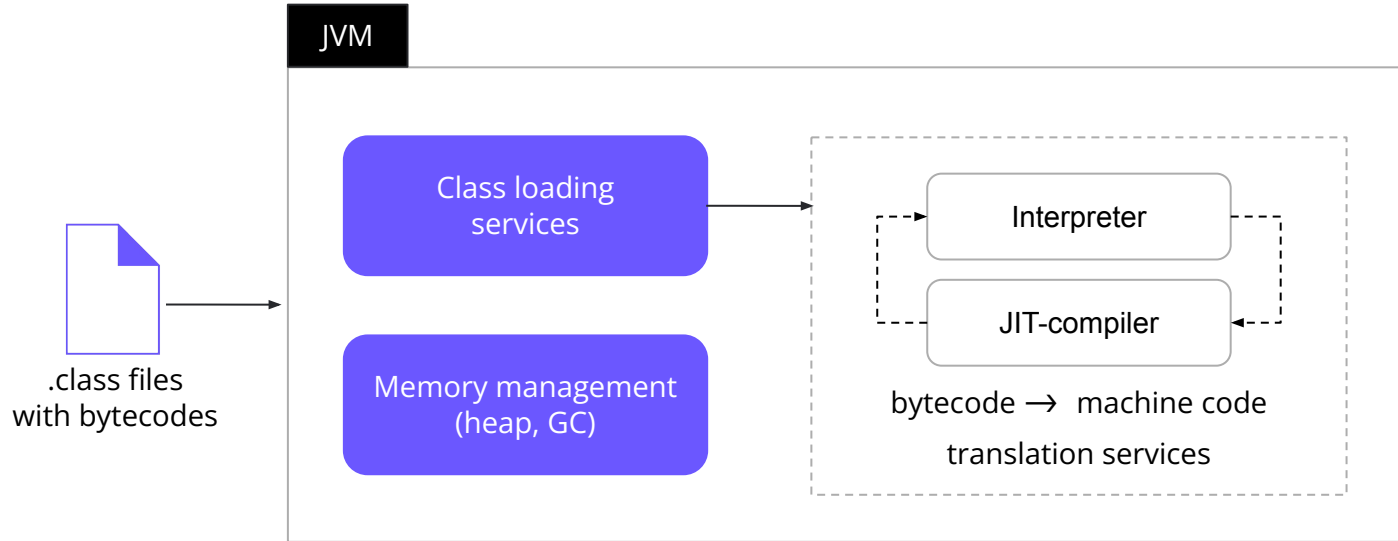 JVM
Class loading
services
Interpreter
JIT-compiler
.class files
with bytecodes
Memory management
(heap, GC)
bytecode → machine code
translation services